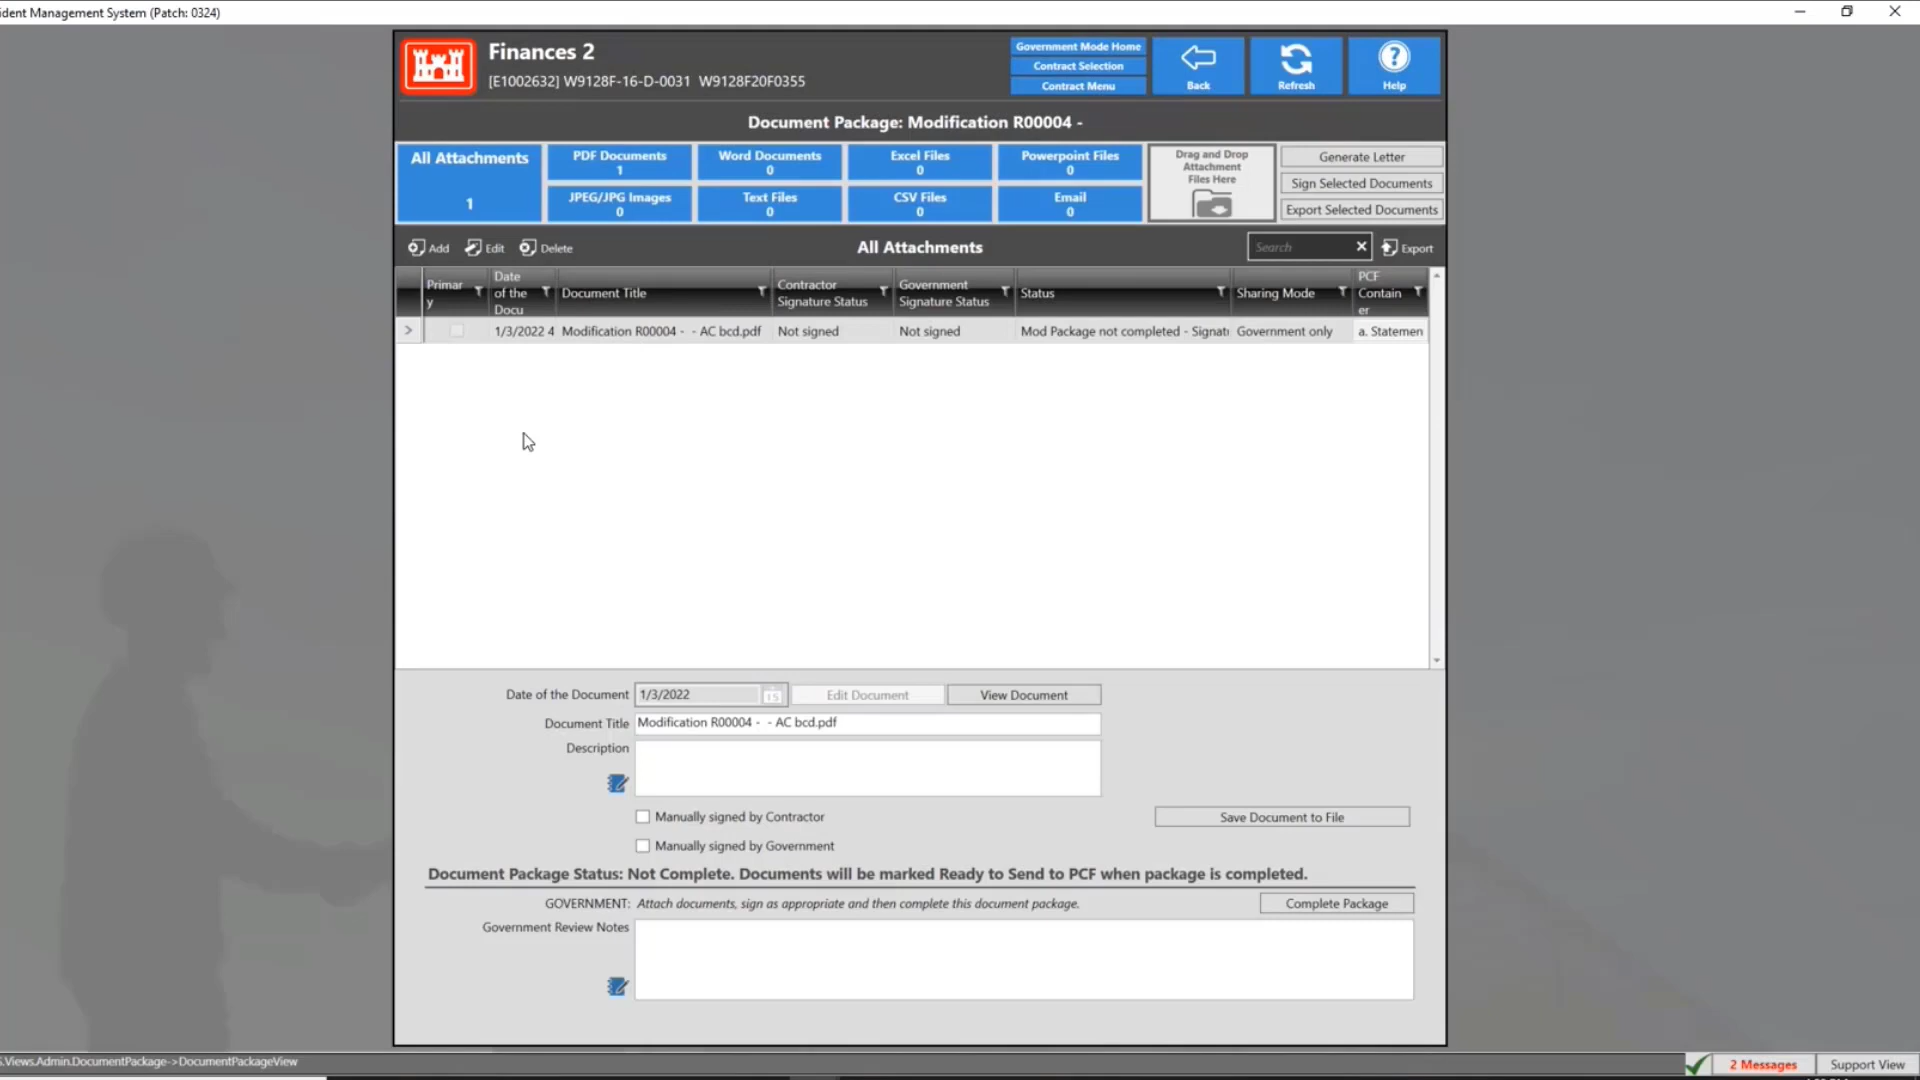 ident Management System (Patch: 0324)
Finances 2
[E1002632] W9128F-16-D-0031 W9128F20F0355
Government Mode Home
Contract Selection
Contract Menu
Back
Refresh
Help
Document Package: Modification R00004 -
All Attachments
1
PDF Documents
1
Word Documents
0
Excel Files
0
Powerpoint Files
0
JPEG/JPG Images
0
Text Files
0
CSV Files
0
Email
0
Drag and Drop
Attachment
Files Here
Generate Letter
Sign Selected Documents
Export Selected Documents
Add
Edit
Delete
All Attachments
Search
Export
Primar
y
Date
of the
Docu
Document Title
Contractor
Signature Status
Government
Signature Status
Status
Sharing Mode
PCF
Contain
er
1/3/2022 4 Modification R00004 - - AC bcd.pdf Not signed Not signed Mod Package not completed - Signat Government only a. Statemen
Date of the Document 1/3/2022 15 Edit Document View Document
Document Title Modification R00004 - - AC bcd.pdf
Description
Manually signed by Contractor
Save Document to File
Manually signed by Government
Document Package Status: Not Complete. Documents will be marked Ready to Send to PCF when package is completed.
GOVERNMENT: Attach documents, sign as appropriate and then complete this document package. Complete Package
Government Review Notes
.Views.Admin.DocumentPackage->DocumentPackageView
2 Messages
Support View